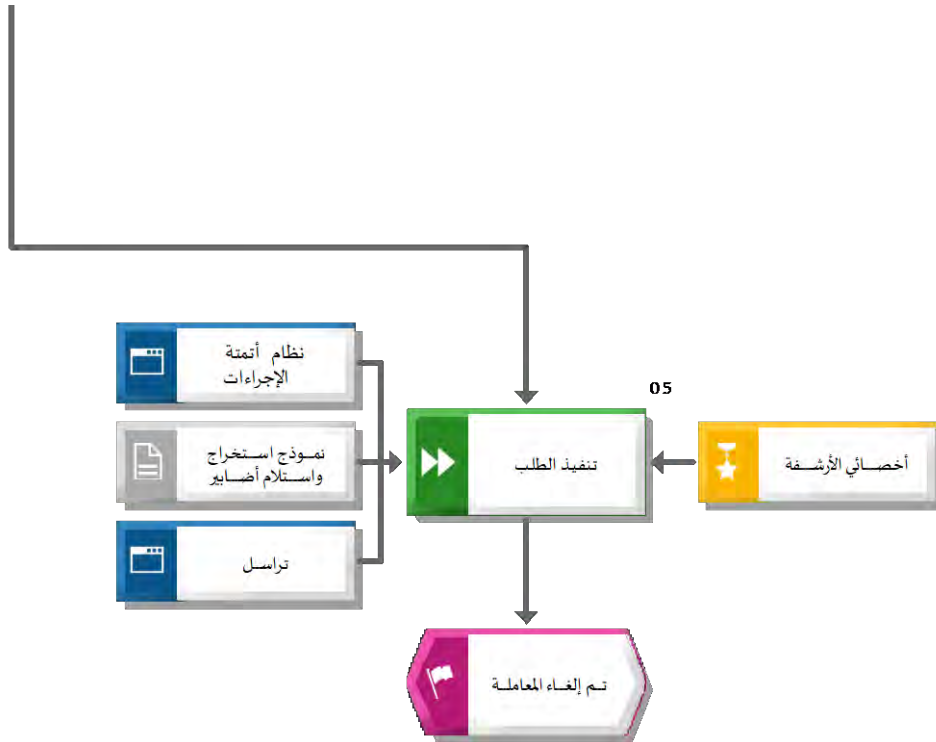 نظام أتمتة
الإجراءات
05
نموذج استخراج
واستلام أضابير
تنفيذ الطلب
أخصائي الأرشفة
تراسل
تم إلغاء المعاملة